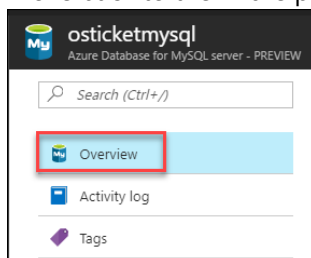 osticketmysql
Azure Database for MySQL server - PREVIEW
Search (Ctrl+/)
Overview
Activity log
Tags